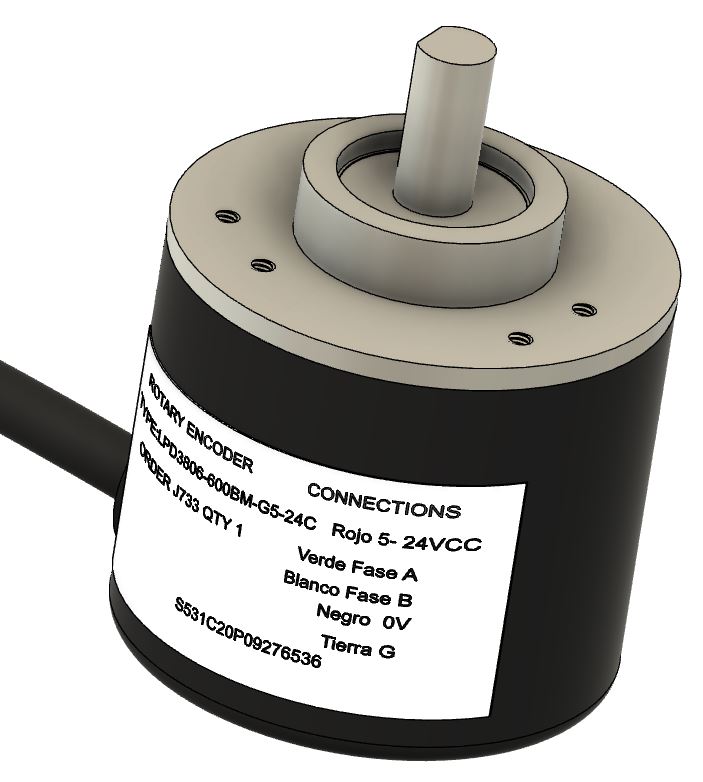 ROTARY ENCODER
TYPE:LPD3806-600BM-G5-24C
ORDER J733 QTY 1
S531C20P09276536
CONNECTIONS
Rojo 5- 24VCC
Verde Fase A
Blanco Fase B
Negro 0V
Tierra G